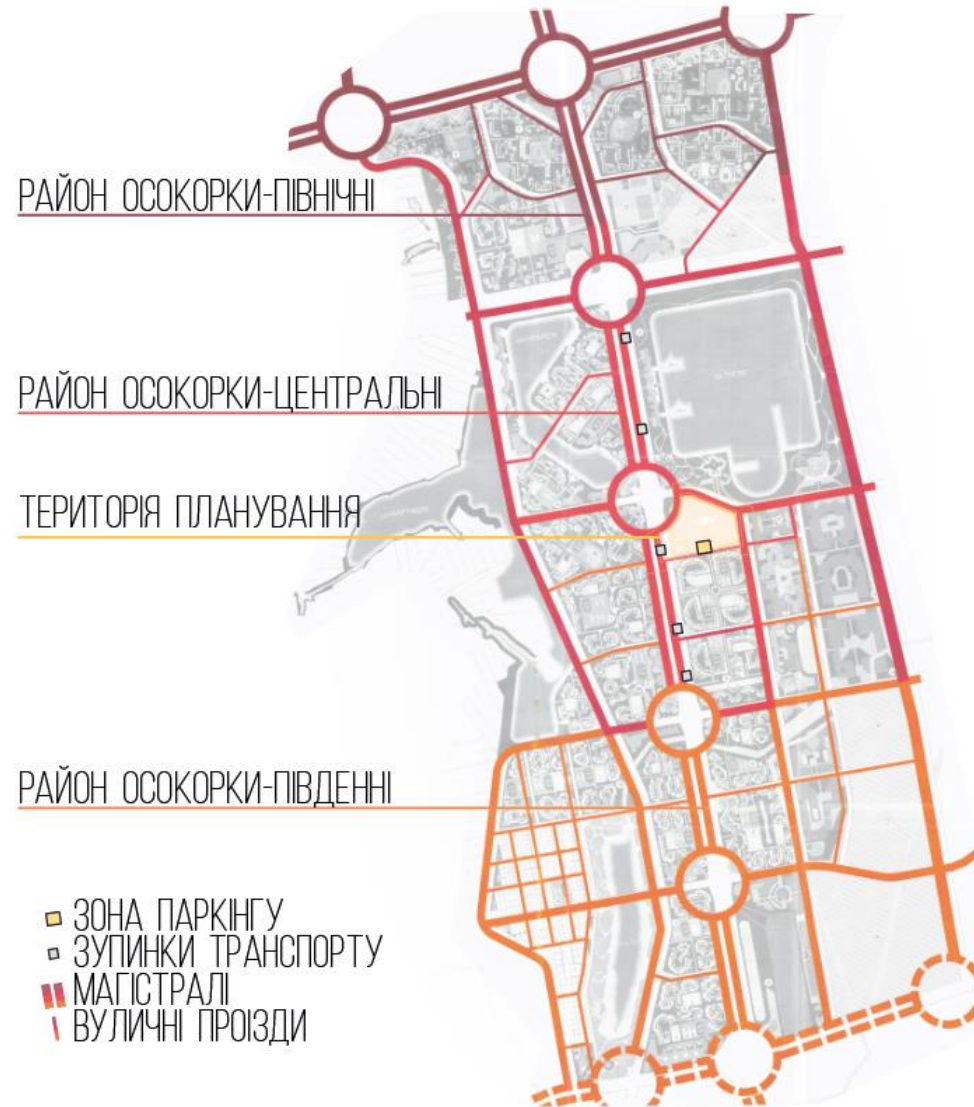 РАЙОН ОСОКОРКИ-ПІВНІЧНІ
РАЙОН ОСОКОРКИ-ЦЕНТРАЛЬНІ
ТЕРИТОРІЯ ПЛАНУВАННЯ
РАЙОН ОСОКОРКИ-ПІВДЕННІ
ЗОНА ПАРКІНГУ
ЗУПИНКИ ТРАНСПОРТУ
МАГІСТРАЛІ
ВУЛИЧНІ ПРОЇЗДИ